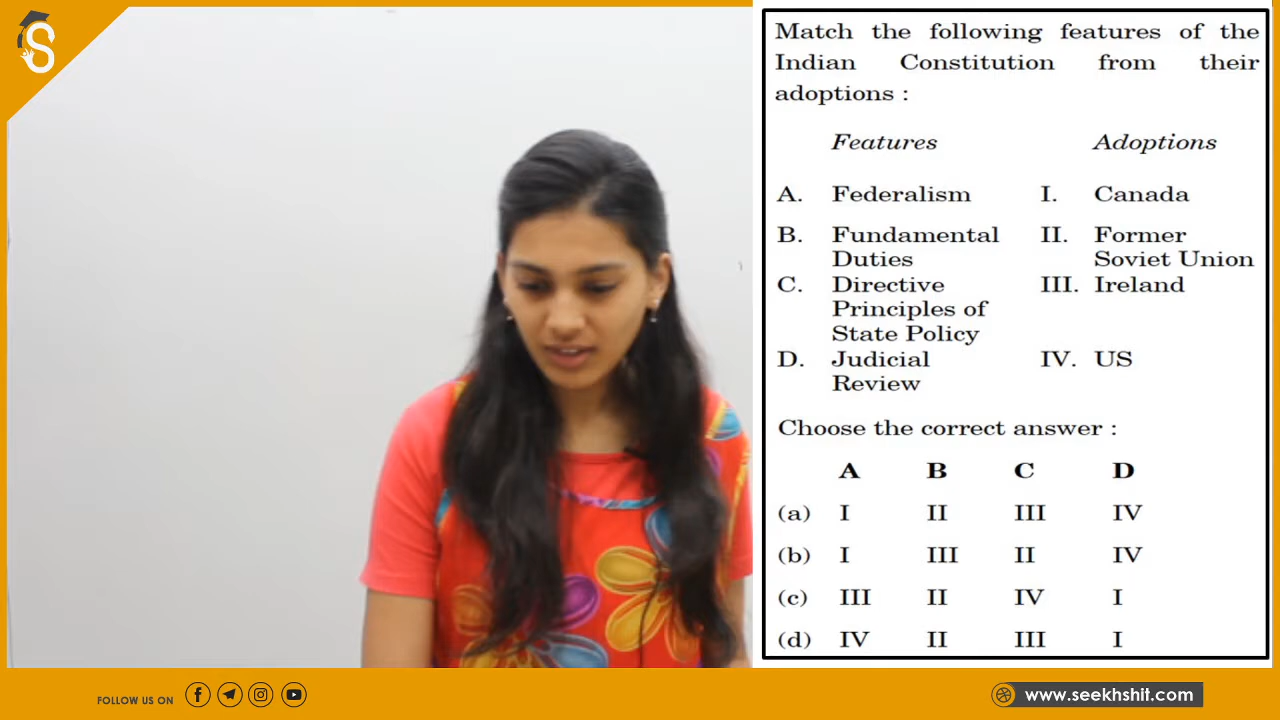 S
Match the following features of the
Indian Constitution from their
adoptions :
Features Adoptions
A. Federalism I. Canada
B. Fundamental II. Former
Duties Soviet Union
C. Directive III. Ireland
Principles of
State Policy
D. Judicial IV. US
Review
Choose the correct answer :
A B C D
(a) I II III IV
(b) I III II IV
(c) III II IV I
(d) IV II III I
FOLLOW US ON
www.seekhshit.com